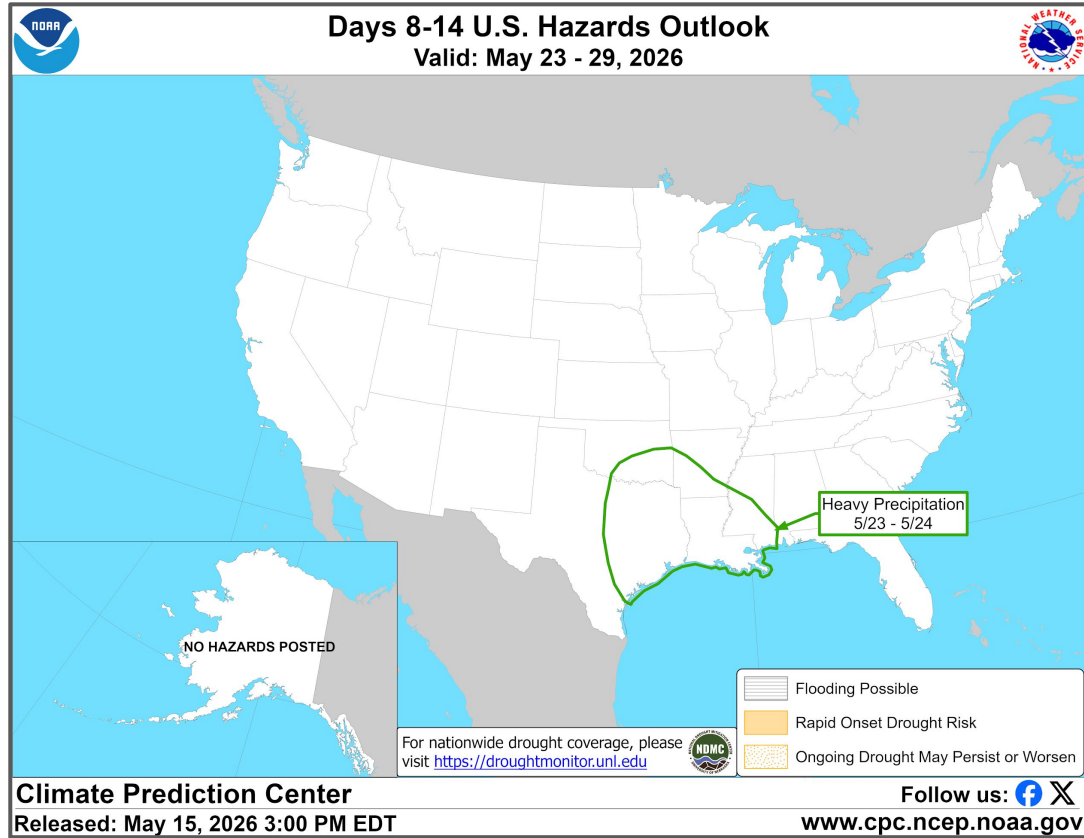 NOAA
Days 8-14 U.S. Hazards Outlook
Valid: May 23 - 29, 2026
NATIONAL WEATHER SERVICE
Heavy Precipitation
5/23 - 5/24
NO HAZARDS POSTED
Flooding Possible
Rapid Onset Drought Risk
Ongoing Drought May Persist or Worsen
For nationwide drought coverage, please
visit https://droughtmonitor.unl.edu
NDMC
Climate Prediction Center
Follow us:
Released: May 15, 2026 3:00 PM EDT
www.cpc.ncep.noaa.gov